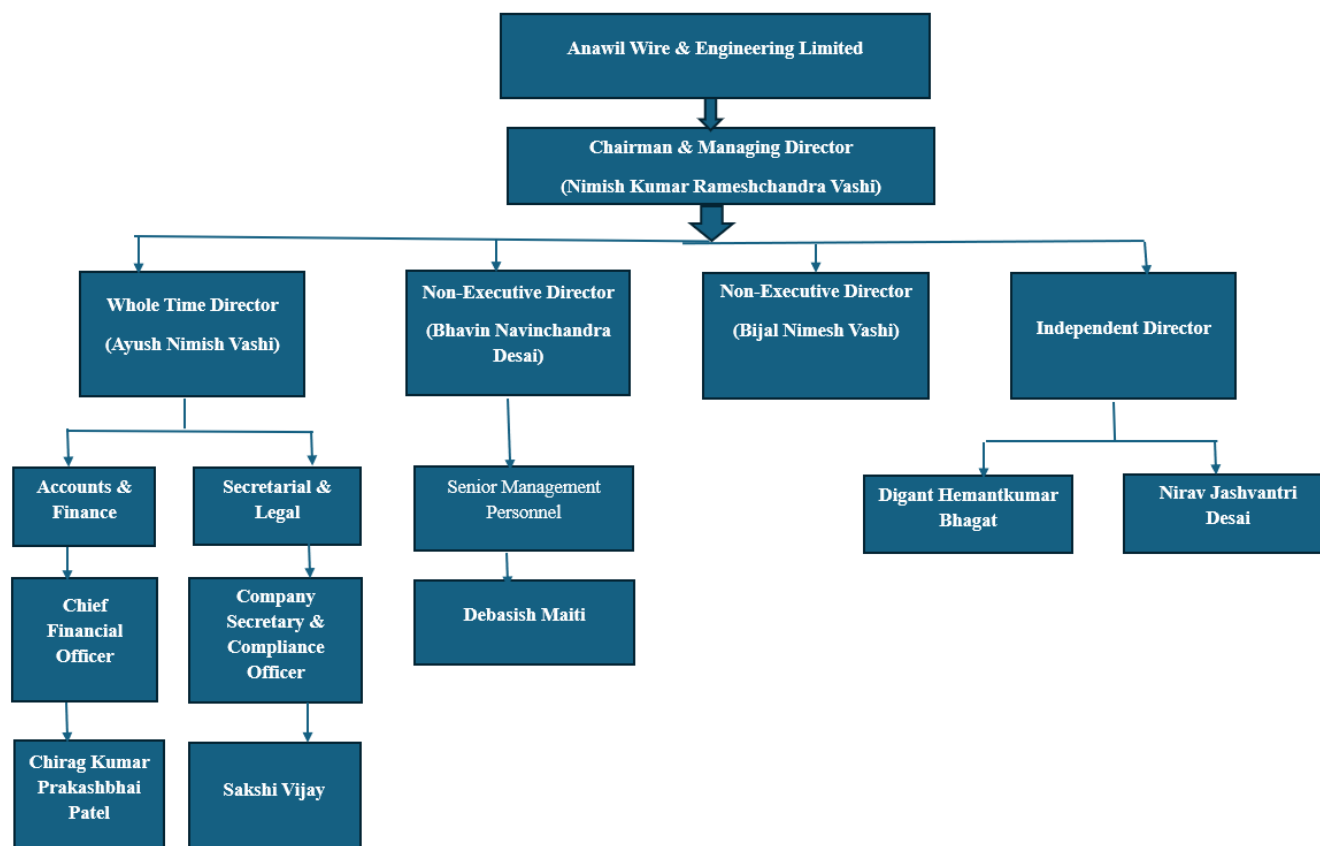 Anawil Wire & Engineering Limited
Chairman & Managing Director
(Nimish Kumar Rameshchandra Vashi)
Whole Time Director
(Ayush Nimish Vashi)
Non-Executive Director
(Bhavin Navinchandra
Desai)
Non-Executive Director
(Bijal Nimesh Vashi)
Independent Director
Accounts &
Finance
Secretarial &
Legal
Senior Management
Personnel
Digant Hemantkumar
Bhagat
Nirav Jashvantri
Desai
Chief
Financial
Officer
Company
Secretary &
Compliance
Officer
Debasish Maiti
Chirag Kumar
Prakashbhai
Patel
Sakshi Vijay